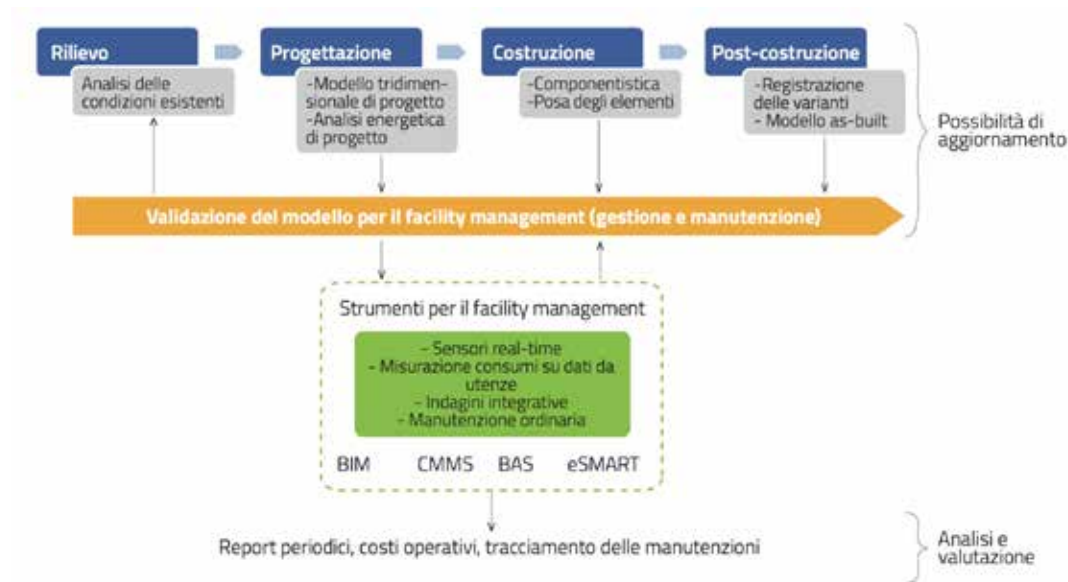 Rilievo
Analisi delle
condizioni esistenti
Progettazione
-Modello tridimen-
sionale di progetto
-Analisi energetica
di progetto
Costruzione
-Componentistica
-Posa degli elementi
Post-costruzione
-Registrazione
delle varianti
- Modello as-built
Possibilità di
aggiornamento
Validazione del modello per il facility management (gestione e manutenzione)
Strumenti per il facility management
- Sensori real-time
- Misurazione consumi su dati da
utenze
- Indagini integrative
- Manutenzione ordinaria
BIM CMMS BAS eSMART
Report periodici, costi operativi, tracciamento delle manutenzioni
Analisi e
valutazione